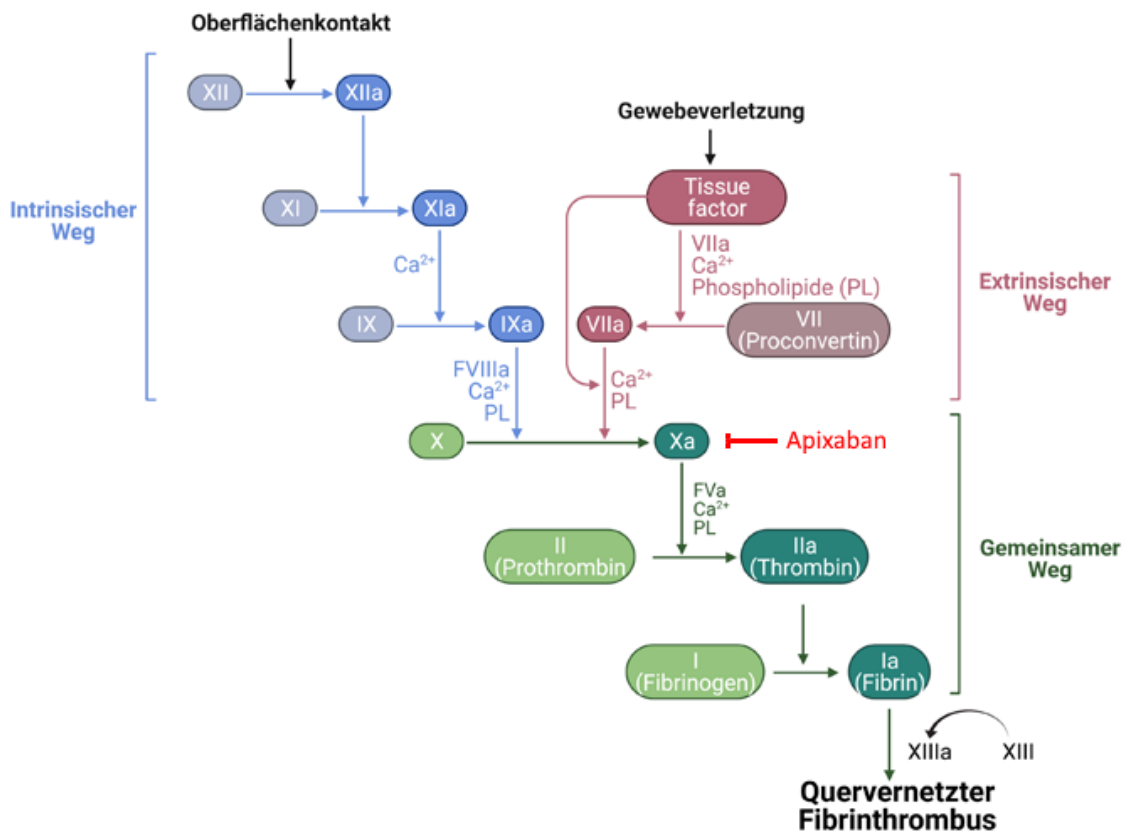 Oberflächenkontakt
XII
XIIa
Gewebeverletzung
Tissue
factor
XI
XIa
Intrinsischer
Weg
VIIa
Ca²⁺
Phospholipide (PL)
Ca²⁺
Extrinsischer
Weg
IX
IXa
VIIa
VII
(Proconvertin)
FVIIIa
Ca²⁺
PL
Ca²⁺
PL
X
Xa
Apixaban
FVa
Ca²⁺
PL
II
(Prothrombin
IIa
(Thrombin)
Gemeinsamer
Weg
I
(Fibrinogen)
Ia
(Fibrin)
XIIIa
XIII
Quervernetzter
Fibrinthrombus